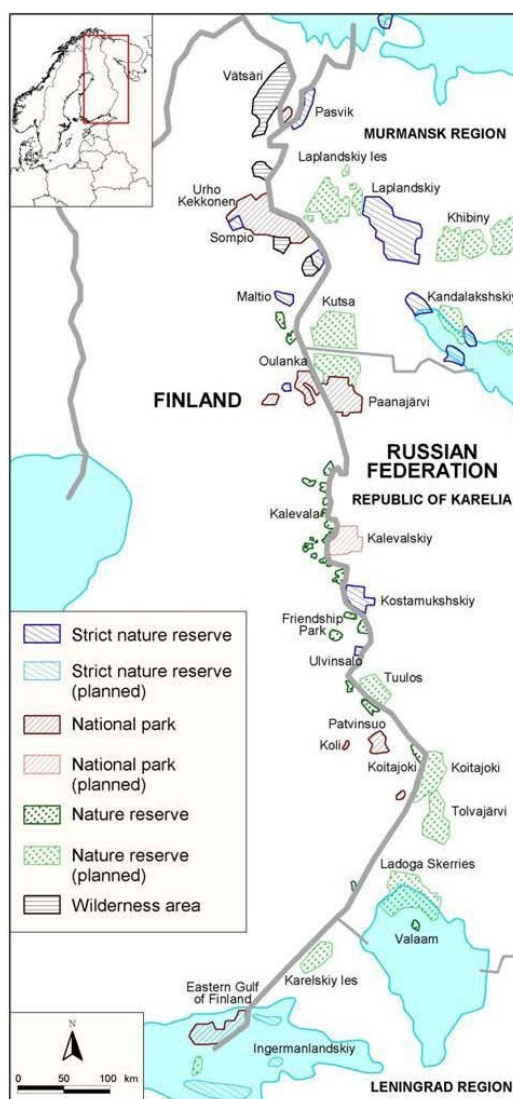 Vätsäri
Pasvik
MURMANSK REGION
Laplandskiy les
Laplandskiy
Urho
Kekkonen
Khibiny
Sompio
Maltio
Kutsa
Kandalakshskiy
Oulanka
FINLAND
Paanajärvi
RUSSIAN
FEDERATION
REPUBLIC OF KARELIA
Kalevala
Kalevalskiy
Kostamukshskiy
Friendship
Park
Ulvinsalo
Tuulos
Patvinsuo
Koli
Koitajoki
Koitajoki
Tolvajärvi
Ladoga Skerries
Valaam
Karelskiy les
Eastern Gulf
of Finland
Ingermanlandskiy
LENINGRAD REGION
Strict nature reserve
Strict nature reserve
(planned)
National park
National park
(planned)
Nature reserve
Nature reserve
(planned)
Wilderness area
N
0 50 100 km